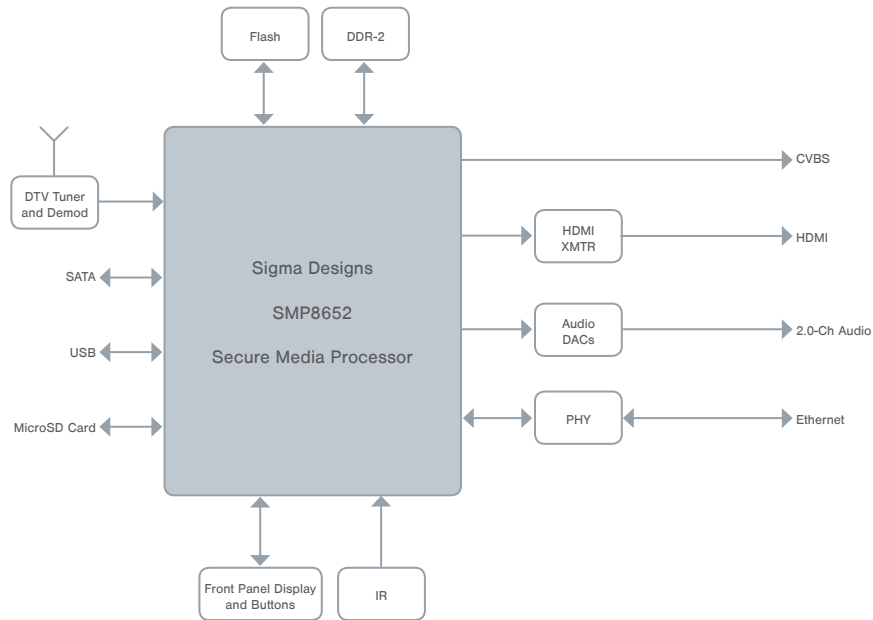 Flash
DDR-2
CVBS
DTV Tuner
and Demod
HDMI
XMTR
HDMI
Sigma Designs
SATA
SMP8652
Audio
DACs
2.0-Ch Audio
USB
Secure Media Processor
MicroSD Card
PHY
Ethernet
Front Panel Display
and Buttons
IR